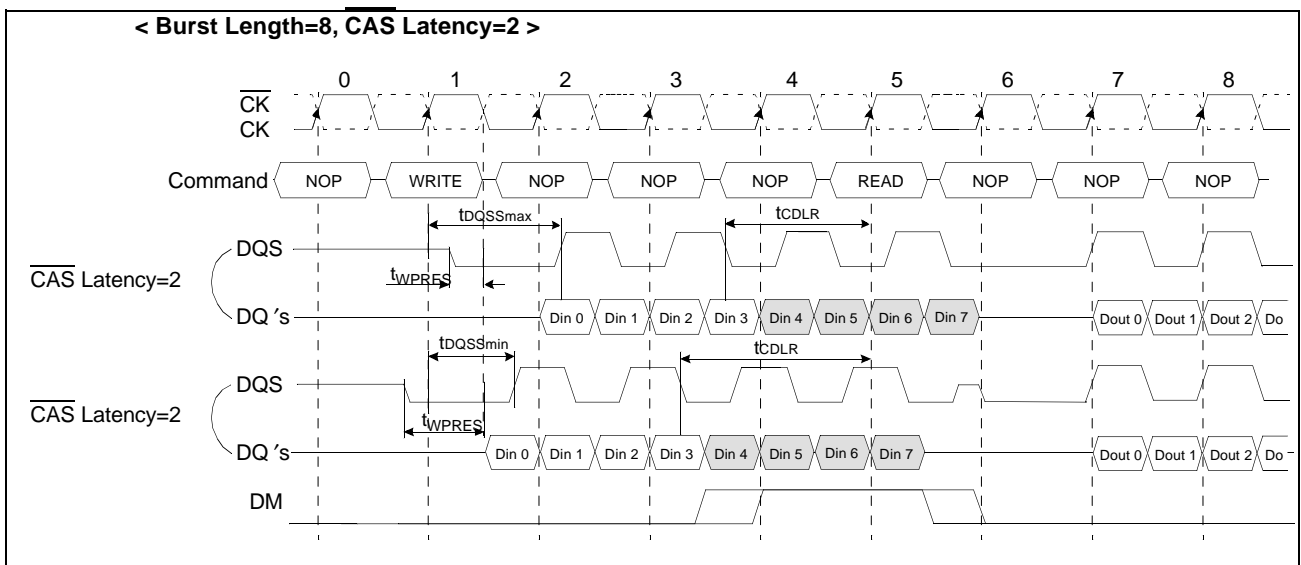 < Burst Length=8, CAS Latency=2 >
0 1 2 3 4 5 6 7 8
CK
CK
Command NOP WRITE NOP NOP NOP READ NOP NOP NOP
tDQSSmax tCDLR
DQS
CAS Latency=2
tWPRES
DQ 's Din 0 Din 1 Din 2 Din 3 Din 4 Din 5 Din 6 Din 7 Dout 0 Dout 1 Dout 2 Do
tDQSSmin tCDLR
DQS
CAS Latency=2
tWPRES
DQ 's Din 0 Din 1 Din 2 Din 3 Din 4 Din 5 Din 6 Din 7 Dout 0 Dout 1 Dout 2 Do
DM